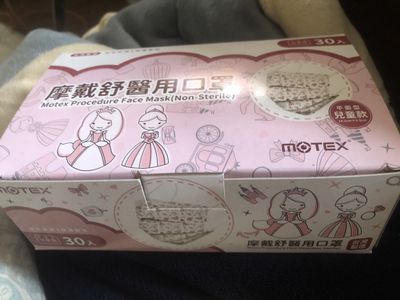 30入
摩戴舒醫用口罩
Motex Procedure Face Mask(Non-Sterile)
平面型
兒童款
MOTEX
MOTEX
30入
摩戴舒醫用口罩